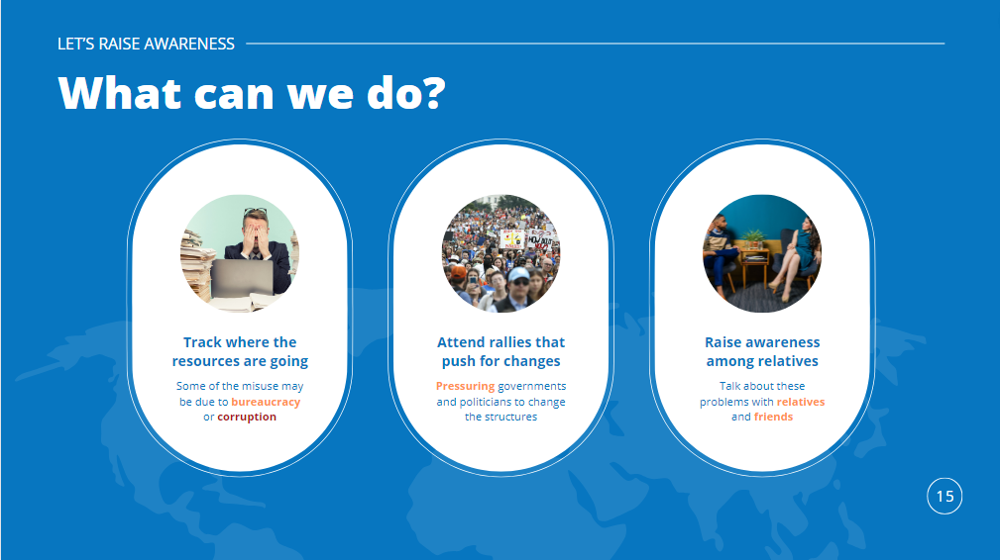 LET'S RAISE AWARENESS
What can we do?
Track where the
resources are going
Some of the misuse may
be due to bureaucracy
or corruption
Attend rallies that
push for changes
Pressuring governments
and politicians to change
the structures
Raise awareness
among relatives
Talk about these
problems with relatives
and friends
15